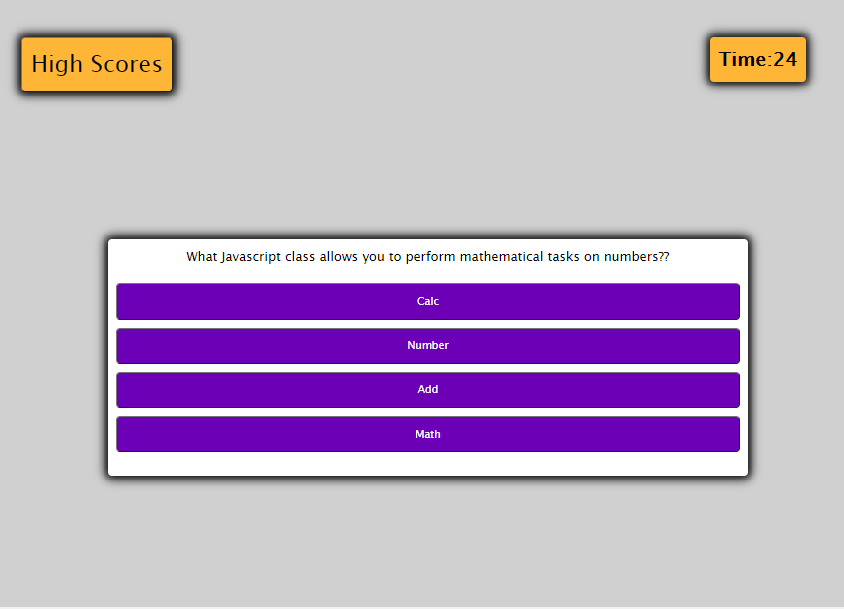 High Scores
Time:24
What Javascript class allows you to perform mathematical tasks on numbers??
Calc
Number
Add
Math